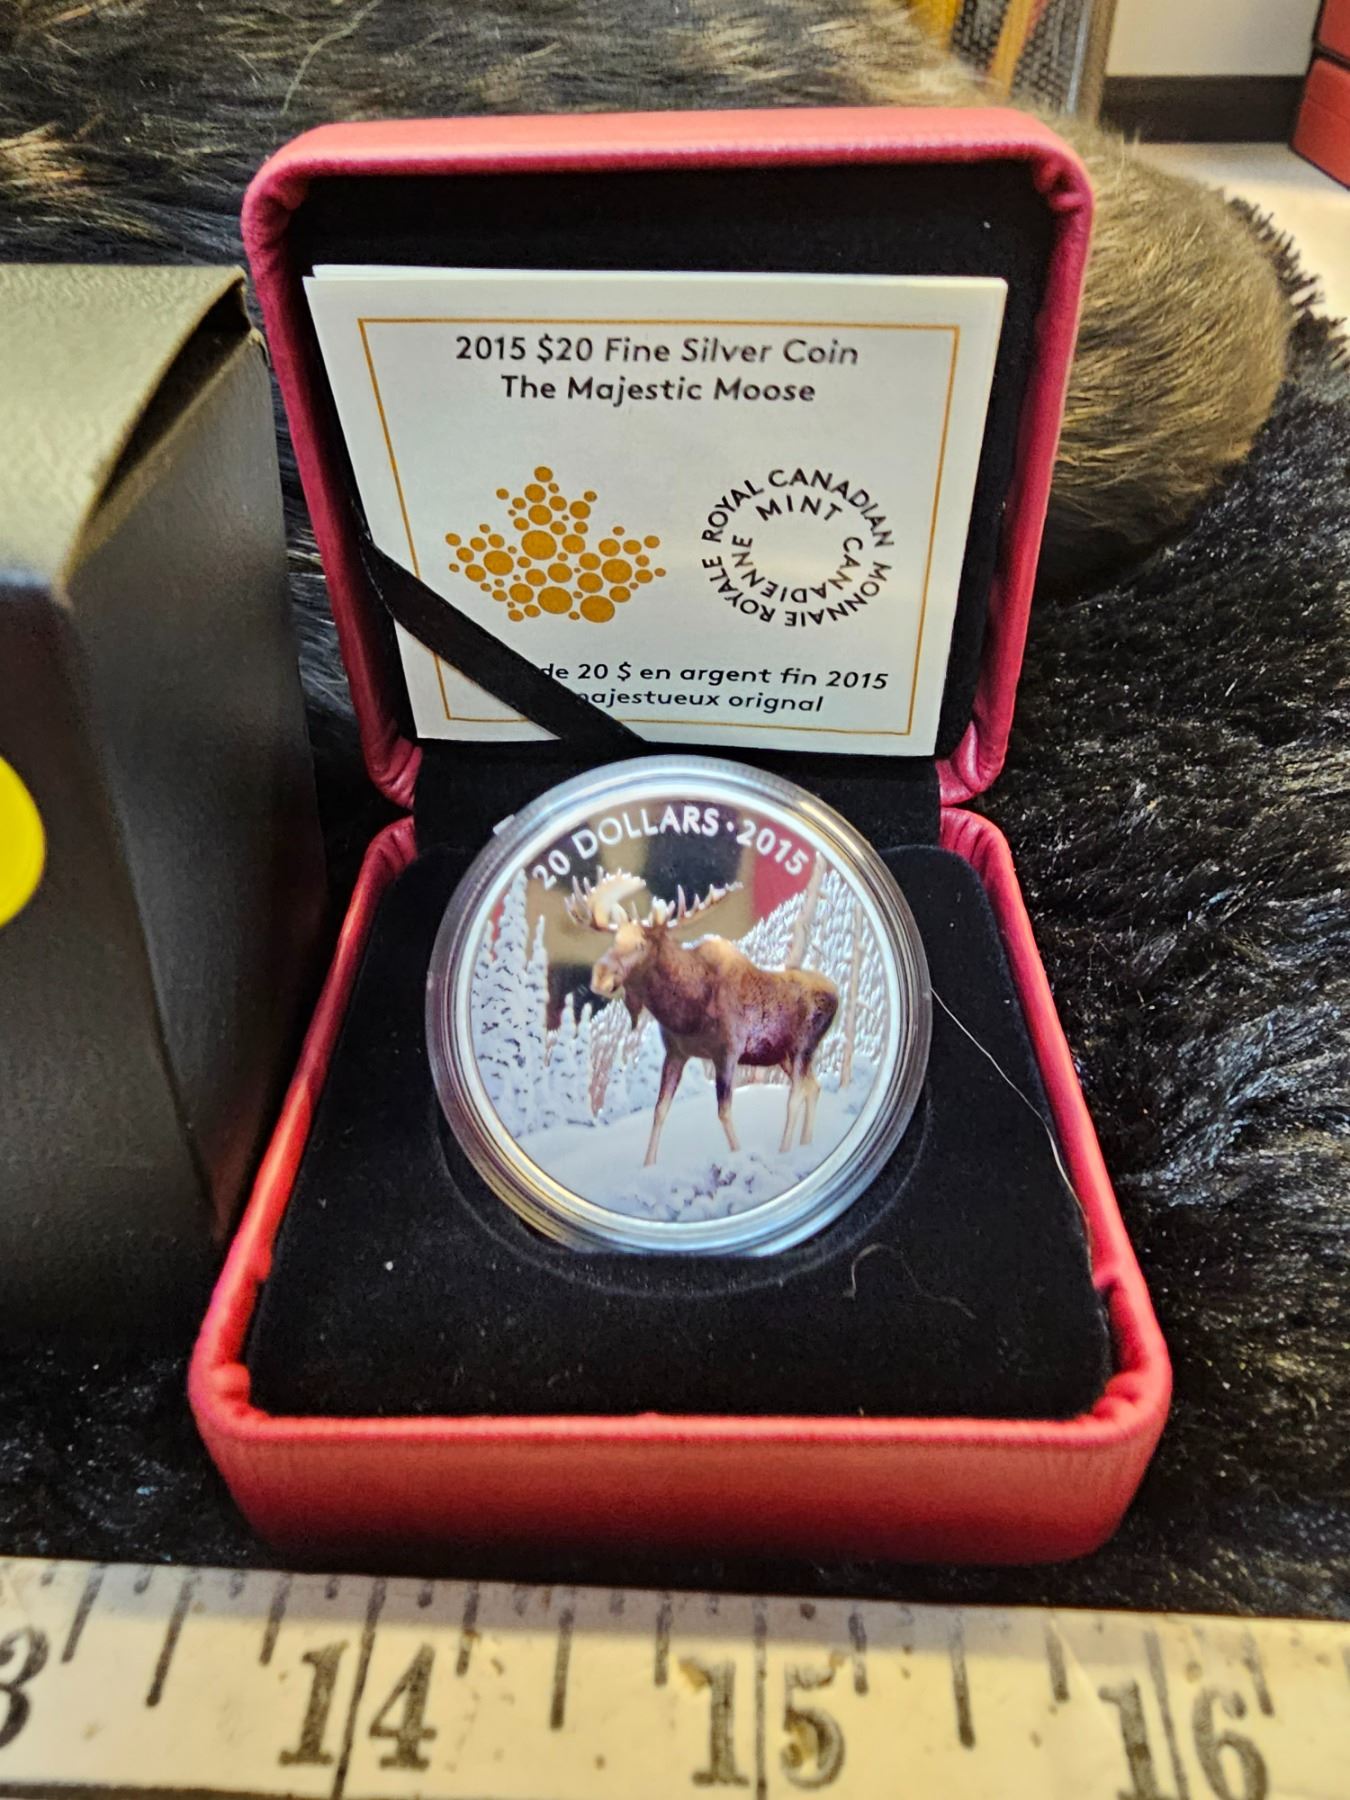 2015 $20 Fine Silver Coin
The Majestic Moose
ROYAL CANADIAN MINT
MONNAIE ROYALE CANADIENNE
de 20 $ en argent fin 2015
majestueux orignal
20 DOLLARS · 2015
3 14 15 16